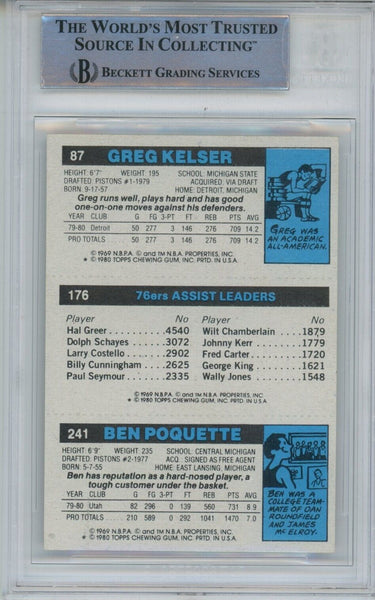 THE WORLD'S MOST TRUSTED
SOURCE IN COLLECTING™
B BECKETT GRADING SERVICES
87 GREG KELSER
HEIGHT: 6'7" WEIGHT: 195 SCHOOL: MICHIGAN STATE
DRAFTED: PISTONS #1-1979 ACQUIRED: VIA DRAFT
BORN: 9-17-57 HOME: DETROIT, MICHIGAN
Greg runs well, plays hard and has good
one-on-one moves against his defenders.
YEAR CLUB G FG 3-PT FT REB PTS AVG
79-80 Detroit 50 277 3 146 276 709 14.2
PRO TOTALS 50 277 3 146 276 709 14.2
© 1969 N.B.P.A. © and TM N.B.A. PROPERTIES, INC.
★ © 1980 TOPPS CHEWING GUM, INC. PRTD. IN U.S.A.
GREG WAS
AN
ACADEMIC
ALL-AMERICAN.
176 76ers ASSIST LEADERS
Player No Player No
Hal Greer 4540 Wilt Chamberlain 1879
Dolph Schayes 3072 Johnny Kerr 1779
Larry Costello 2902 Fred Carter 1720
Billy Cunningham 2625 George King 1621
Paul Seymour 2335 Wally Jones 1548
© 1969 N.B.P.A. © and TM N.B.A. PROPERTIES, INC
★ © 1980 TOPPS CHEWING GUM, INC. PRTD. IN U.S.A.
241 BEN POQUETTE
HEIGHT: 6'9" WEIGHT: 235 SCHOOL: CENTRAL MICHIGAN
DRAFTED: PISTONS #2-1977 ACQ: SIGNED AS FREE AGENT
BORN: 5-7-55 HOME: EAST LANSING, MICHIGAN
Ben has reputation as a hard-nosed player, a
tough customer under the basket.
YEAR CLUB G FG 3-PT FT REB PTS AVG
79-80 Utah 82 296 0 139 560 731 8.9
PRO TOTALS 210 589 0 292 1041 1470 7.0
© 1969 N.B.P.A. © and TM N.B.A. PROPERTIES, INC.
★ © 1980 TOPPS CHEWING GUM, INC. PRTD. IN U.S.A.
BEN WAS A
COLLEGE TEAM-
MATE OF DAN
ROUNDFIELD
AND JAMES
MC ELROY.